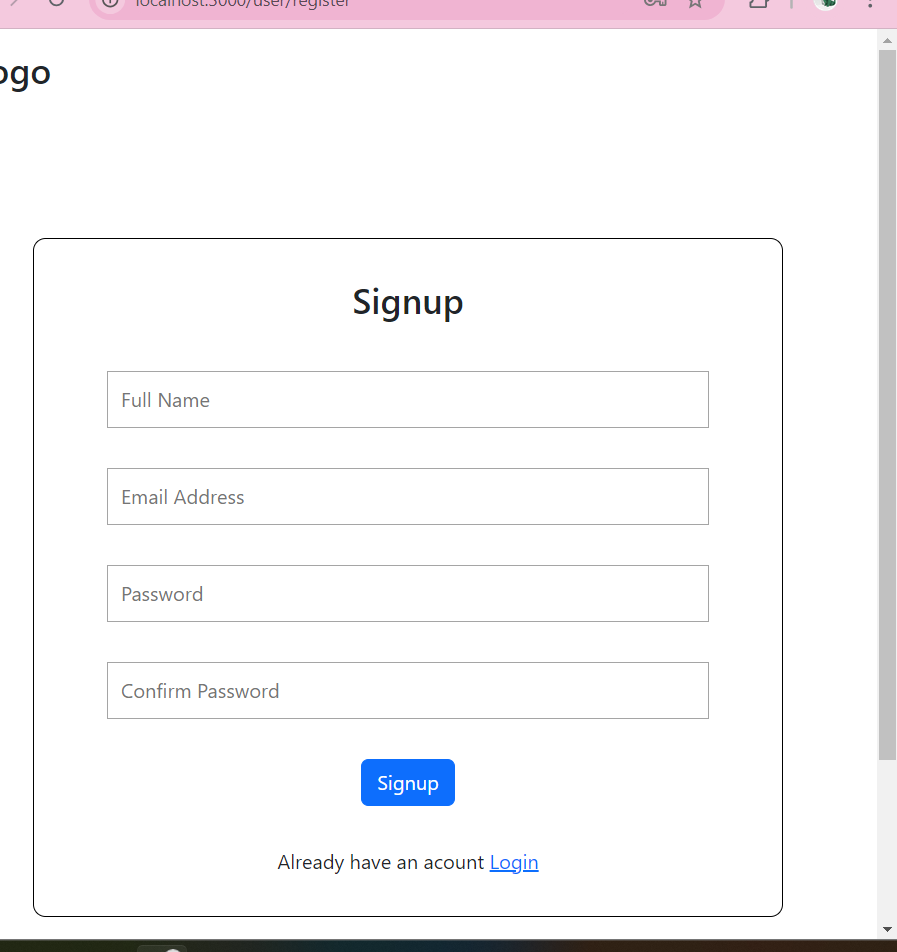 localhost:3000/user/register
ogo
Signup
Full Name
Email Address
Password
Confirm Password
Signup
Already have an acount Login